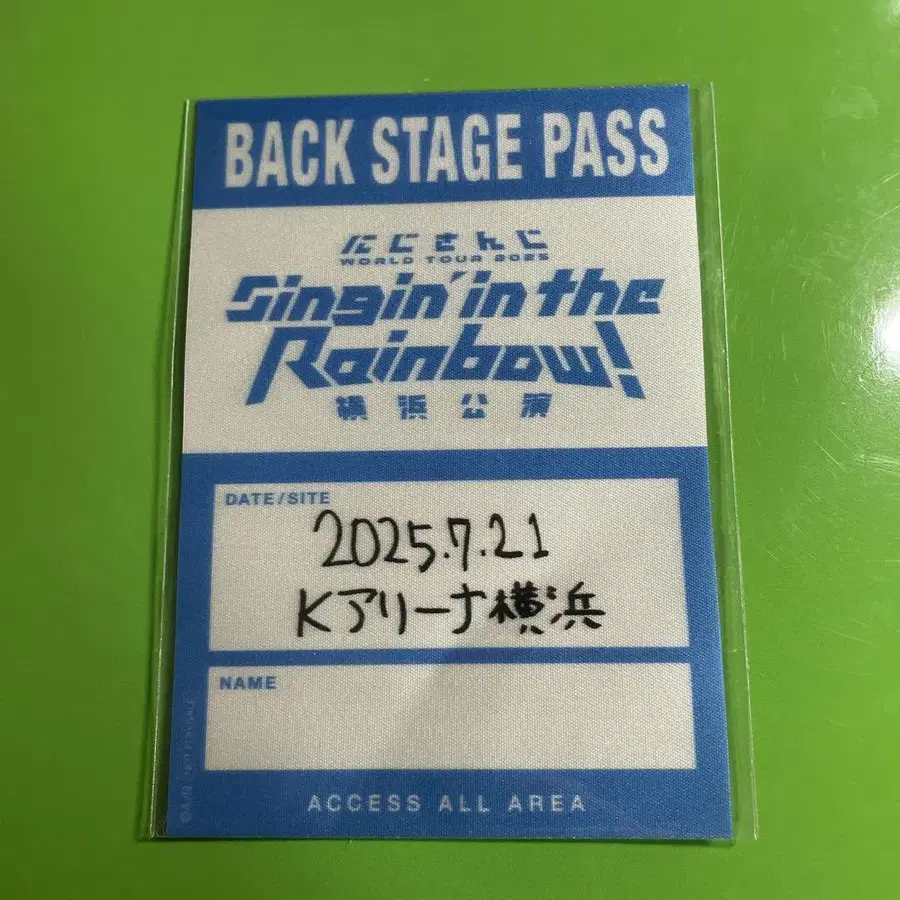 BACK STAGE PASS
にじさんじ
WORLD TOUR 2025
Singin' in the
Rainbow!
横浜公演
DATE/SITE
2025.7.21
Kアリーナ横浜
NAME
ACCESS ALL AREA